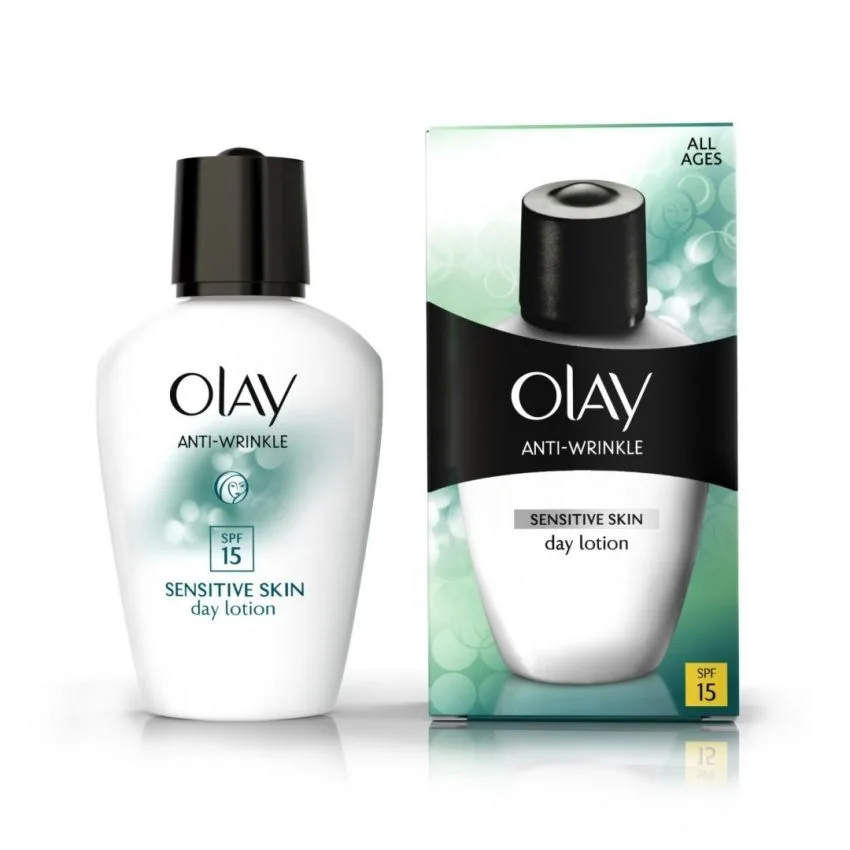 OLAY
ANTI-WRINKLE
SPF
15
SENSITIVE SKIN
day lotion
ALL
AGES
OLAY
ANTI-WRINKLE
SENSITIVE SKIN
day lotion
SPF
15